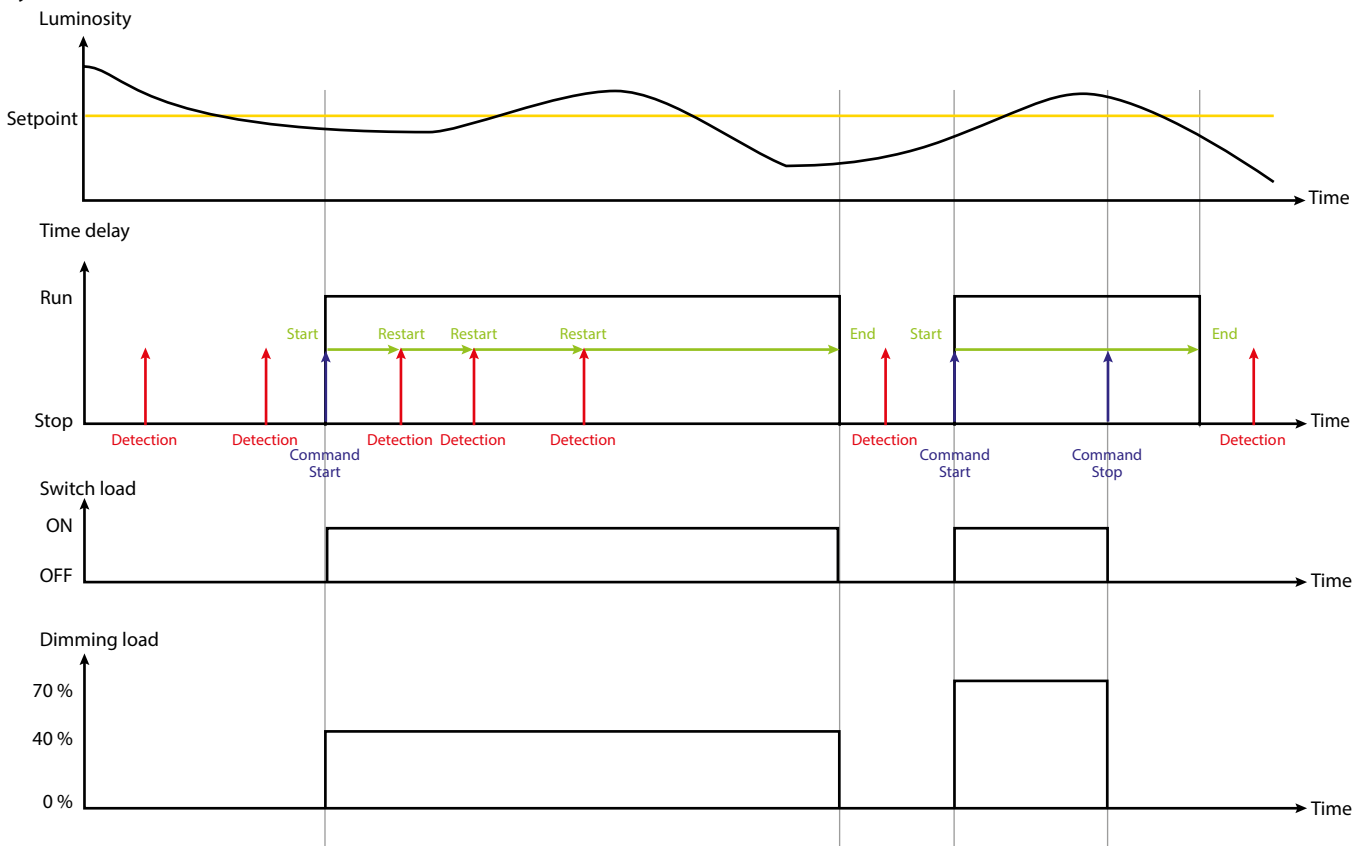 Luminosity
Setpoint
Time
Time delay
Run
Start
Restart
Restart
Restart
End
Start
End
Stop
Time
Detection
Detection
Detection
Detection
Detection
Detection
Detection
Command
Start
Command
Start
Command
Stop
Switch load
ON
OFF
Time
Dimming load
70 %
40 %
0 %
Time